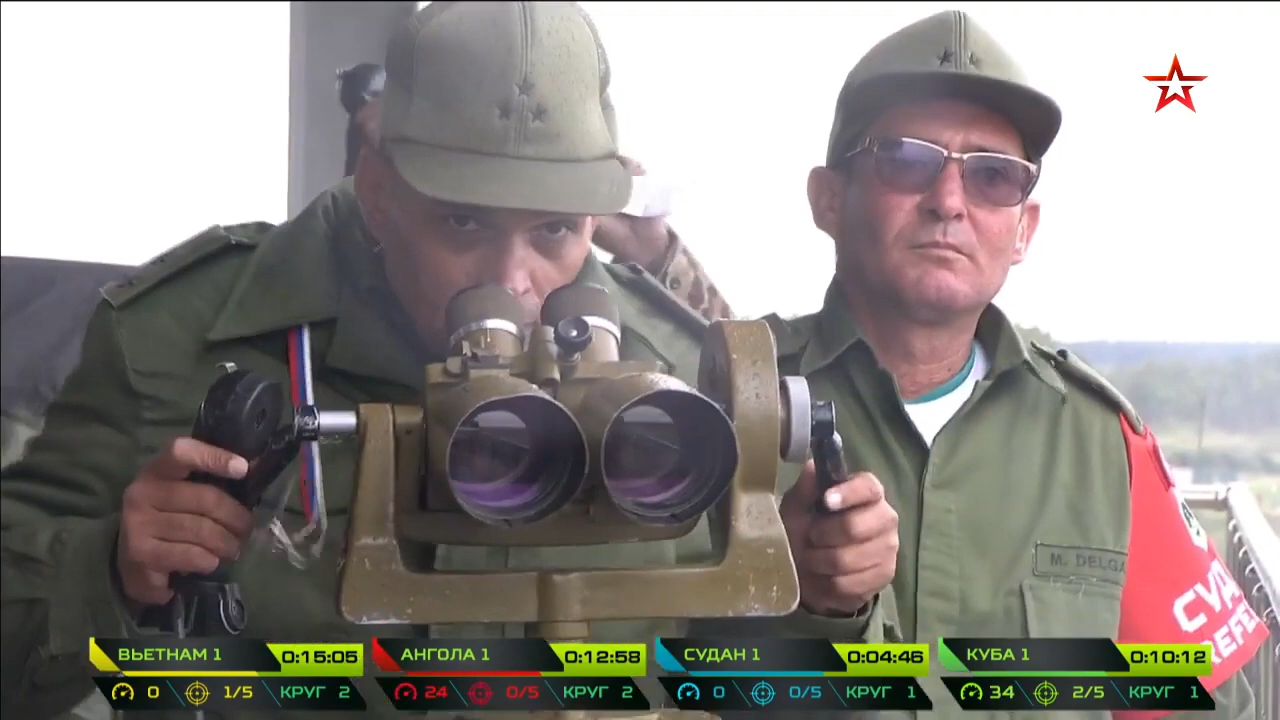 M. DELGA
СУД
REFE
ВЬЕТНАМ 1 0:15:05
0 1/5 КРУГ 2
АНГОЛА 1 0:12:58
24 0/5 КРУГ 2
СУДАН 1 0:04:46
0 0/5 КРУГ 1
КУБА 1 0:10:12
34 2/5 КРУГ 1